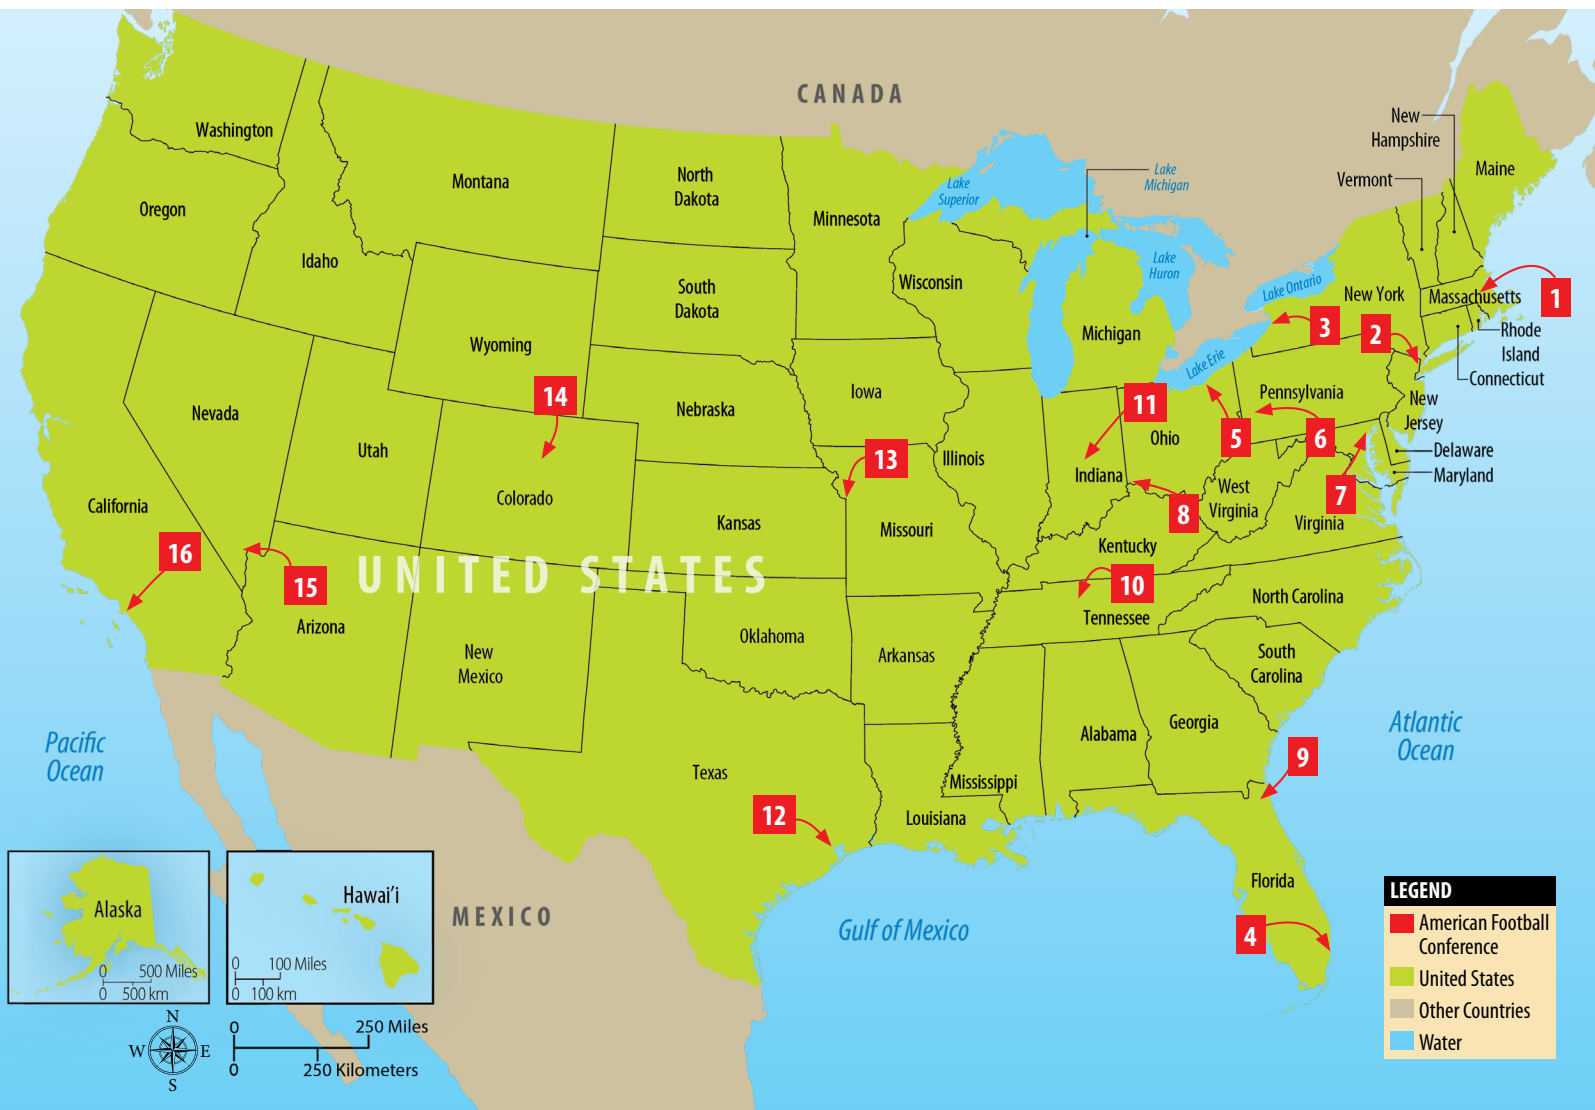 CANADA
New
Hampshire
Vermont
Maine
Washington
Montana
North
Dakota
Minnesota
Lake
Superior
Lake
Michigan
Oregon
Idaho
South
Dakota
Wisconsin
Lake
Huron
Lake Ontario
New York
Massachusetts
1
Wyoming
Michigan
3
2
Rhode
Island
Connecticut
Lake Erie
Nevada
14
Nebraska
Iowa
11
Pennsylvania
New
Jersey
Utah
Colorado
13
Illinois
Indiana
Ohio
5
6
Delaware
Maryland
California
Kansas
Missouri
8
West
Virginia
7
Virginia
16
15
UNITED STATES
Kentucky
10
Tennessee
North Carolina
Arizona
New
Mexico
Oklahoma
Arkansas
South
Carolina
Pacific
Ocean
Texas
Mississippi
Alabama
Georgia
9
Atlantic
Ocean
12
Louisiana
Florida
4
Gulf of Mexico
MEXICO
Alaska
0 500 Miles
0 500 km
Hawai'i
0 100 Miles
0 100 km
N
W E
S
0 250 Miles
0 250 Kilometers
LEGEND
American Football
Conference
United States
Other Countries
Water